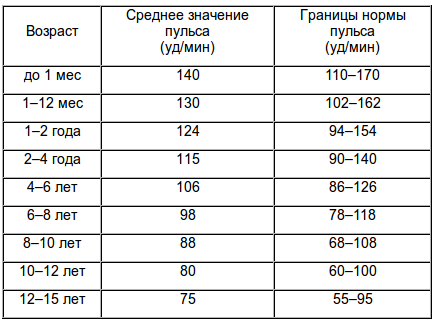 Возраст Среднее значение пульса (уд/мин) Границы нормы пульса (уд/мин)
до 1 мес 140 110–170
1–12 мес 130 102–162
1–2 года 124 94–154
2–4 года 115 90–140
4–6 лет 106 86–126
6–8 лет 98 78–118
8–10 лет 88 68–108
10–12 лет 80 60–100
12–15 лет 75 55–95